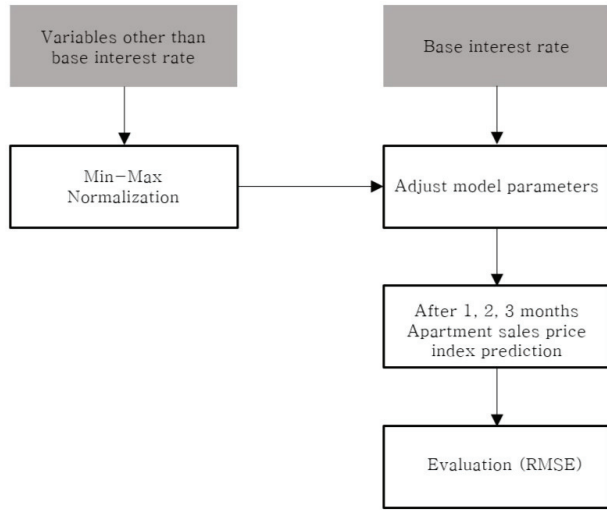 Variables other than
base interest rate
Base interest rate
Min-Max
Normalization
Adjust model parameters
After 1, 2, 3 months
Apartment sales price
index prediction
Evaluation (RMSE)